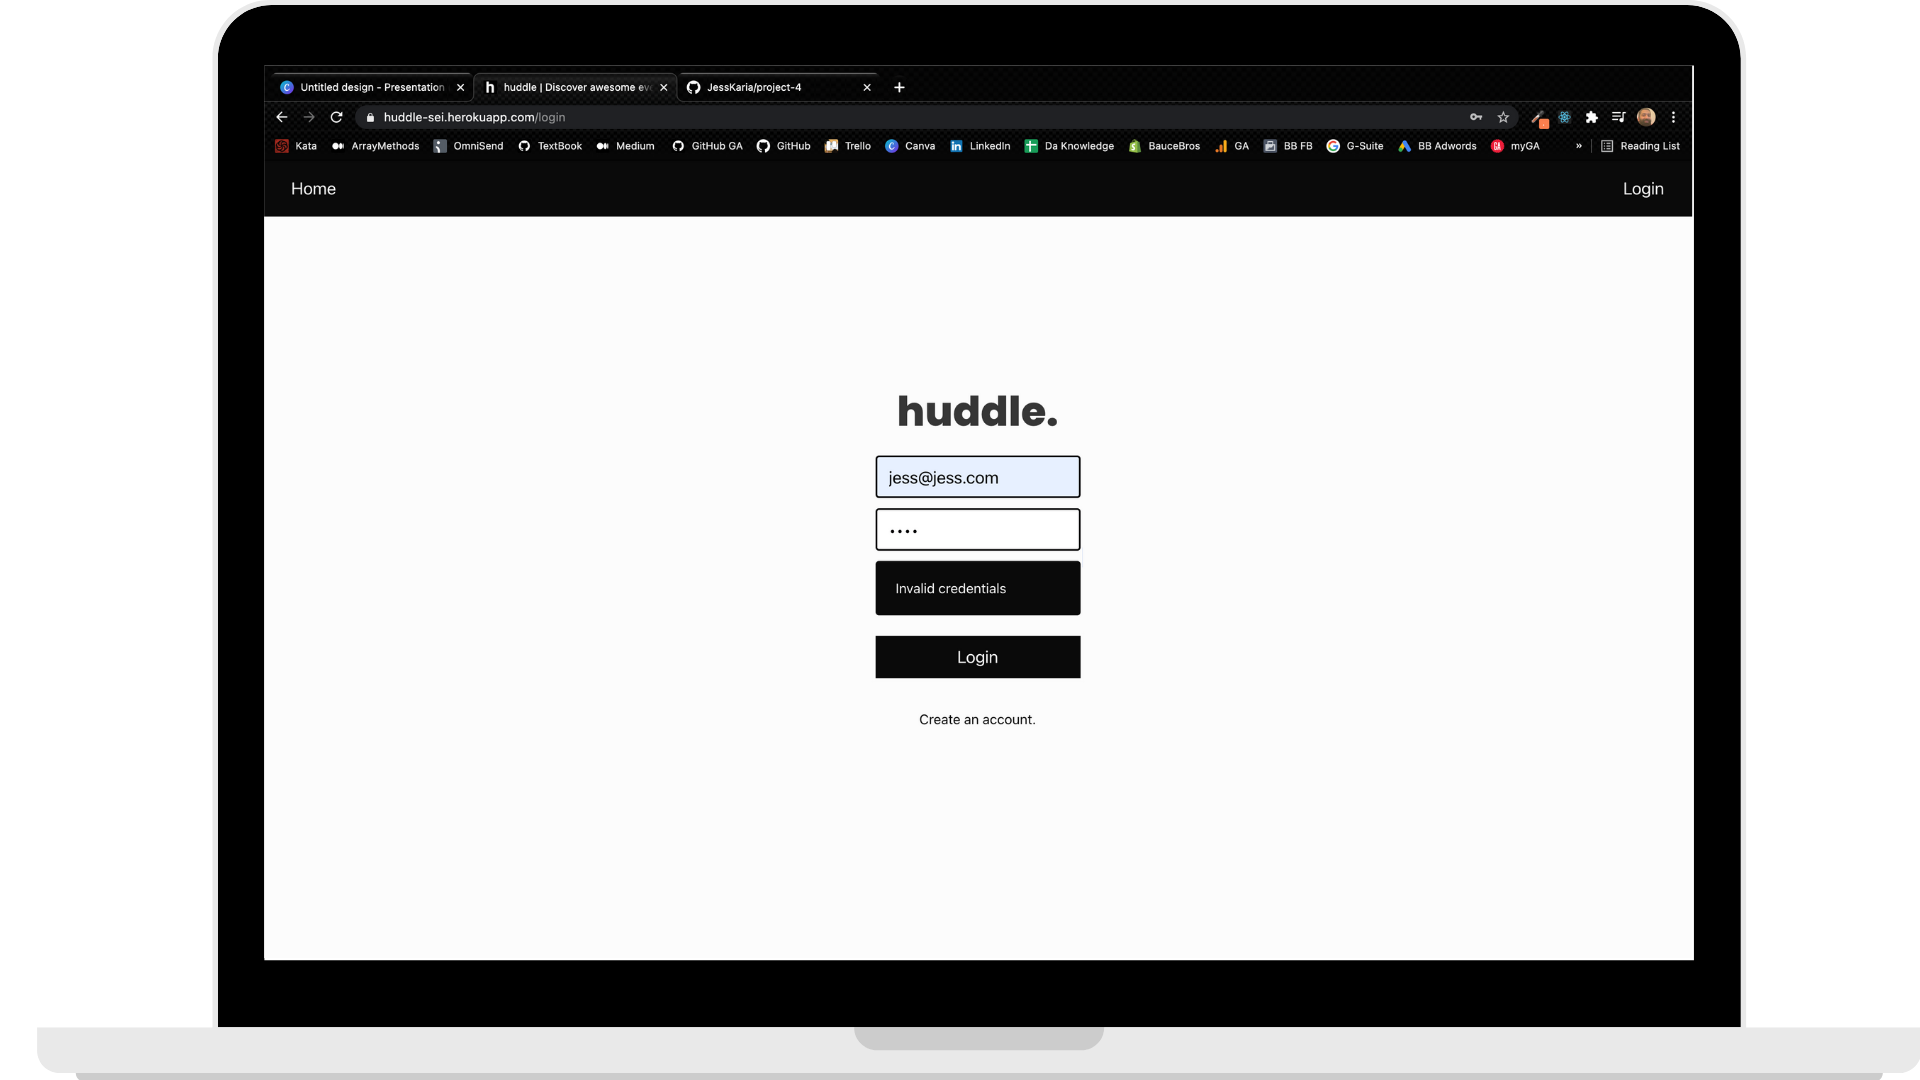 Untitled design - Presentation
huddle | Discover awesome ev
JessKaria/project-4
huddle-sei.herokuapp.com/login
Kata ArrayMethods OmniSend TextBook Medium GitHub GA GitHub Trello Canva LinkedIn Da Knowledge BauceBros GA BB FB G-Suite BB Adwords myGA » Reading List
Home Login
huddle.
jess@jess.com
••••
Invalid credentials
Login
Create an account.